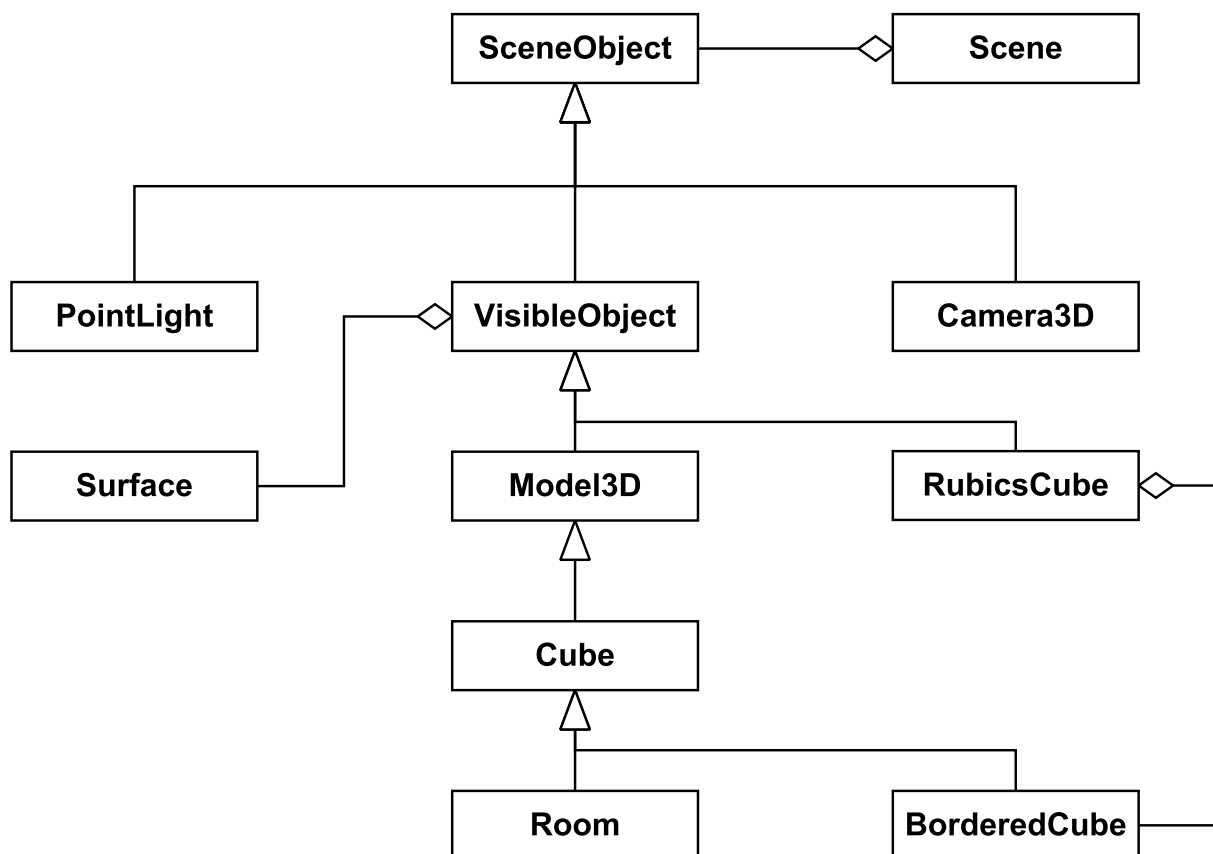 SceneObject
Scene
PointLight
VisibleObject
Camera3D
Surface
Model3D
RubicsCube
Cube
Room
BorderedCube